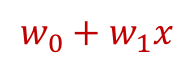 w₀ + w₁x